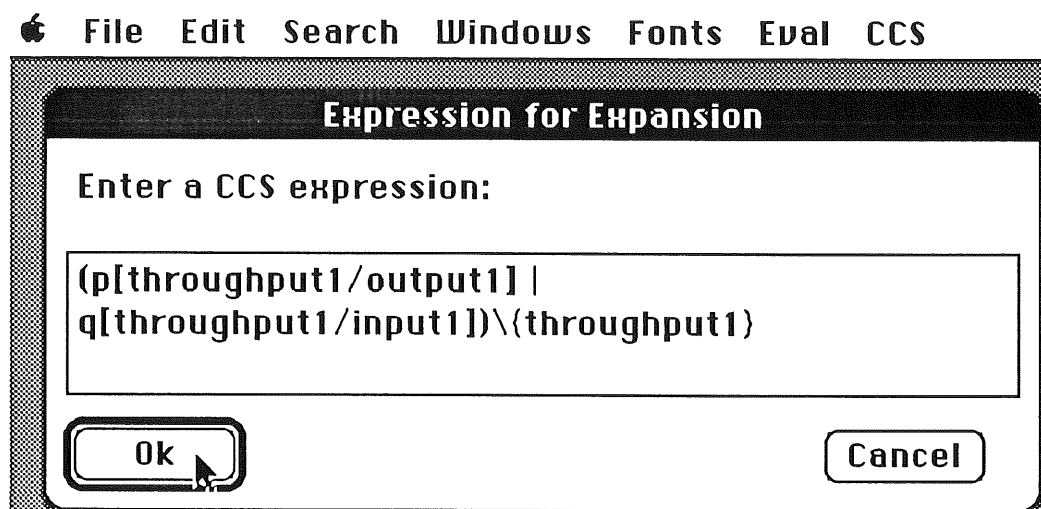 File Edit Search Windows Fonts Eval CCS
Expression for Expansion
Enter a CCS expression:
(p[throughput1/output1] |
q[throughput1/input1])\{throughput1}
Ok
Cancel